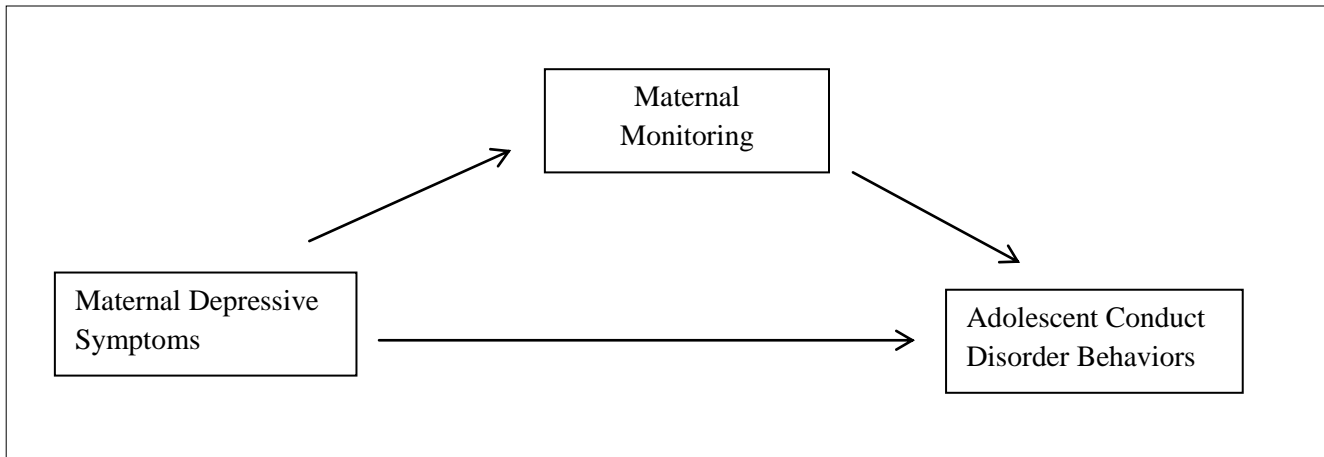 Maternal
Monitoring
Maternal Depressive
Symptoms
Adolescent Conduct
Disorder Behaviors